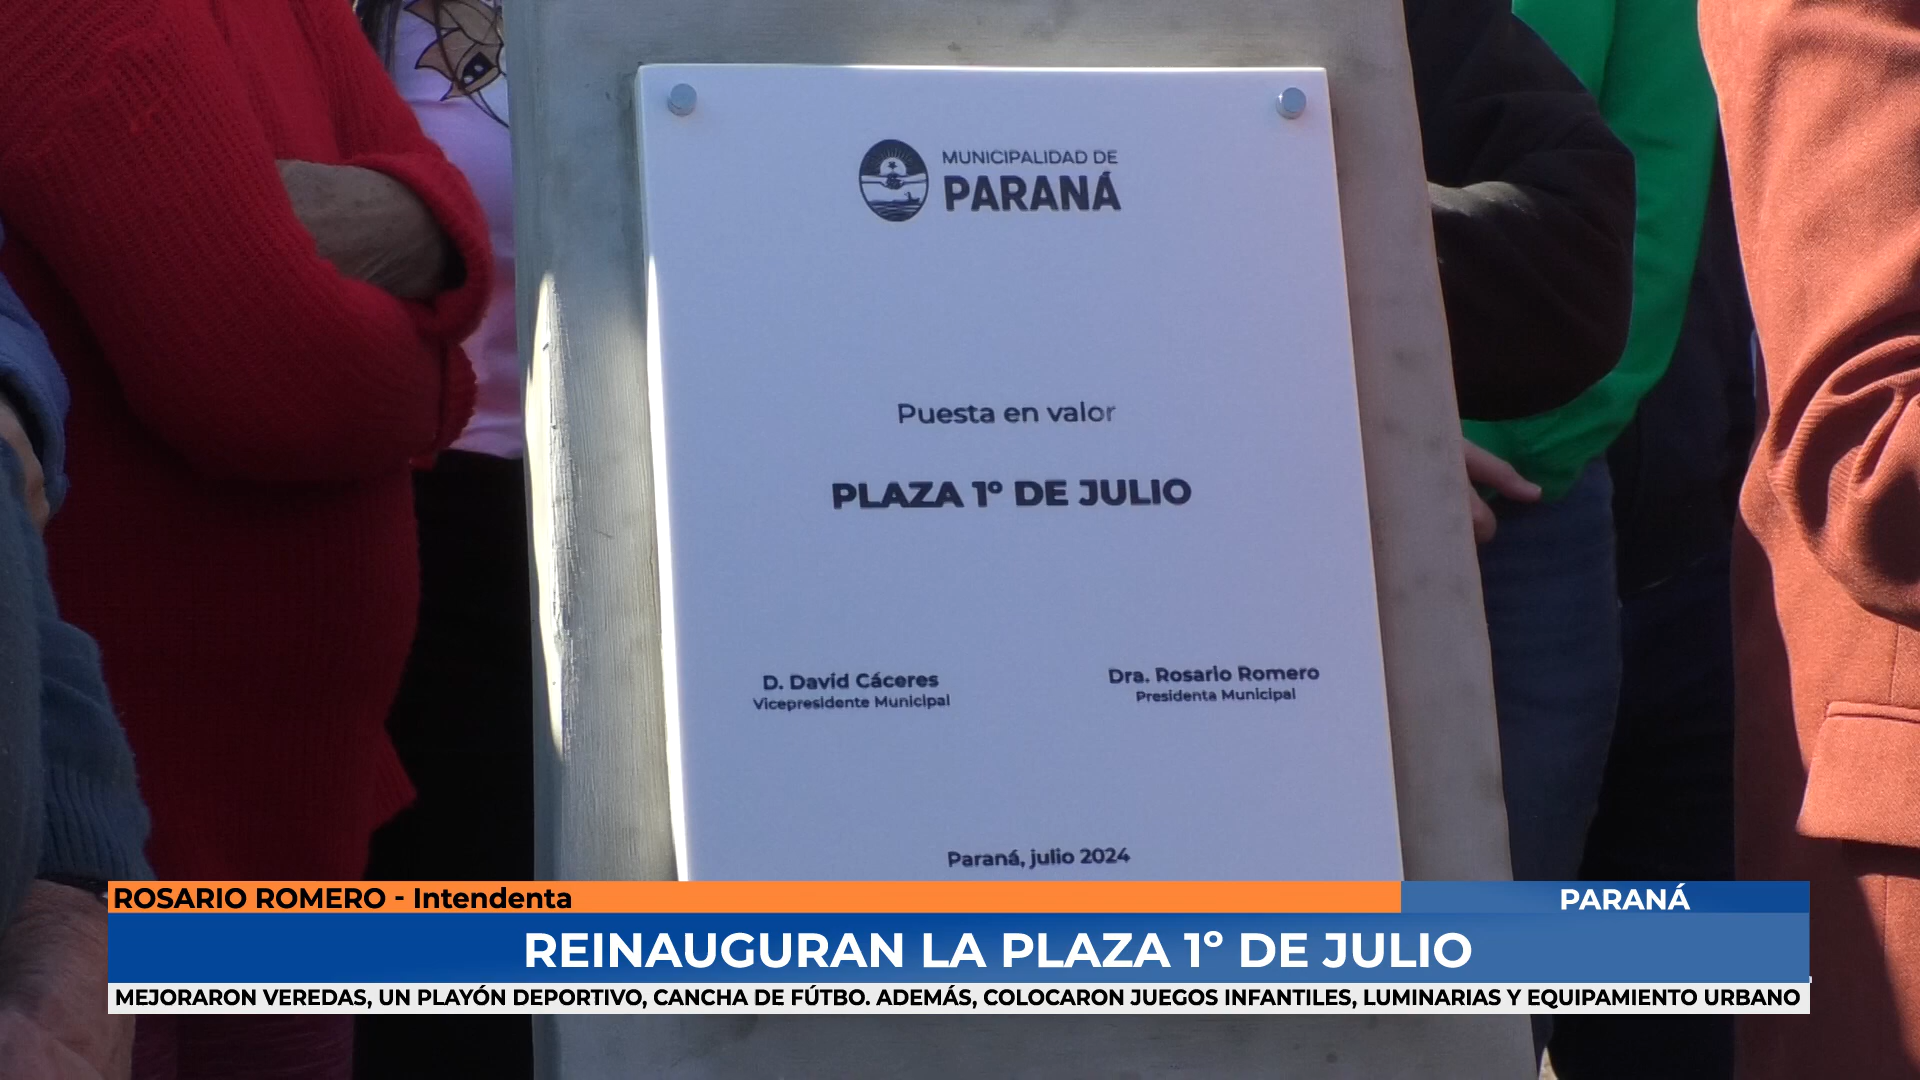 MUNICIPALIDAD DE
PARANÁ
Puesta en valor
PLAZA 1º DE JULIO
D. David Cáceres
Vicepresidente Municipal
Dra. Rosario Romero
Presidenta Municipal
Paraná, julio 2024
ROSARIO ROMERO - Intendenta
PARANÁ
REINAUGURAN LA PLAZA 1º DE JULIO
MEJORARON VEREDAS, UN PLAYÓN DEPORTIVO, CANCHA DE FÚTBO. ADEMÁS, COLOCARON JUEGOS INFANTILES, LUMINARIAS Y EQUIPAMIENTO URBANO